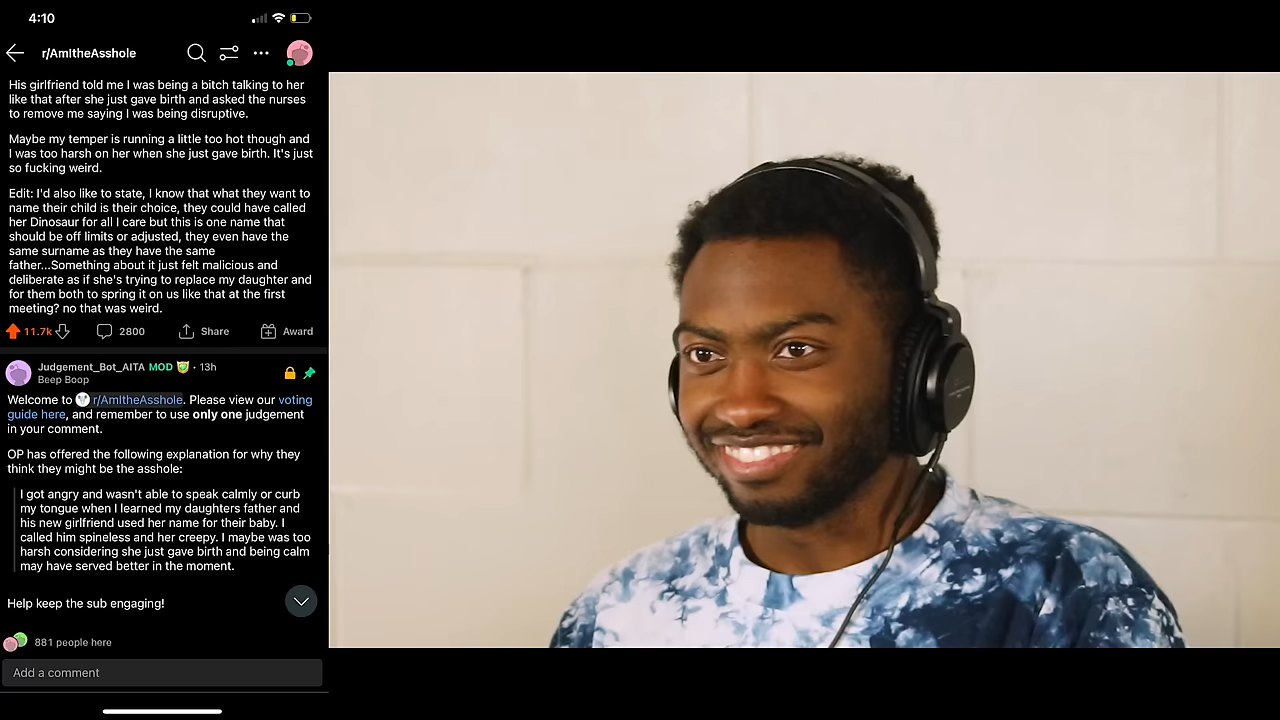 4:10
r/AmItheAsshole
His girlfriend told me I was being a bitch talking to her
like that after she just gave birth and asked the nurses
to remove me saying I was being disruptive.
Maybe my temper is running a little too hot though and
I was too harsh on her when she just gave birth. It's just
so fucking weird.
Edit: I'd also like to state, I know that what they want to
name their child is their choice, they could have called
her Dinosaur for all I care but this is one name that
should be off limits or adjusted, they even have the
same surname as they have the same
father...Something about it just felt malicious and
deliberate as if she's trying to replace my daughter and
for them both to spring it on us like that at the first
meeting? no that was weird.
11.7k 2800 Share Award
Judgement_Bot_AITA MOD · 13h
Beep Boop
Welcome to r/AmItheAsshole. Please view our voting
guide here, and remember to use only one judgement
in your comment.
OP has offered the following explanation for why they
think they might be the asshole:
I got angry and wasn't able to speak calmly or curb
my tongue when I learned my daughters father and
his new girlfriend used her name for their baby. I
called him spineless and her creepy. I maybe was too
harsh considering she just gave birth and being calm
may have served better in the moment.
Help keep the sub engaging!
881 people here
Add a comment